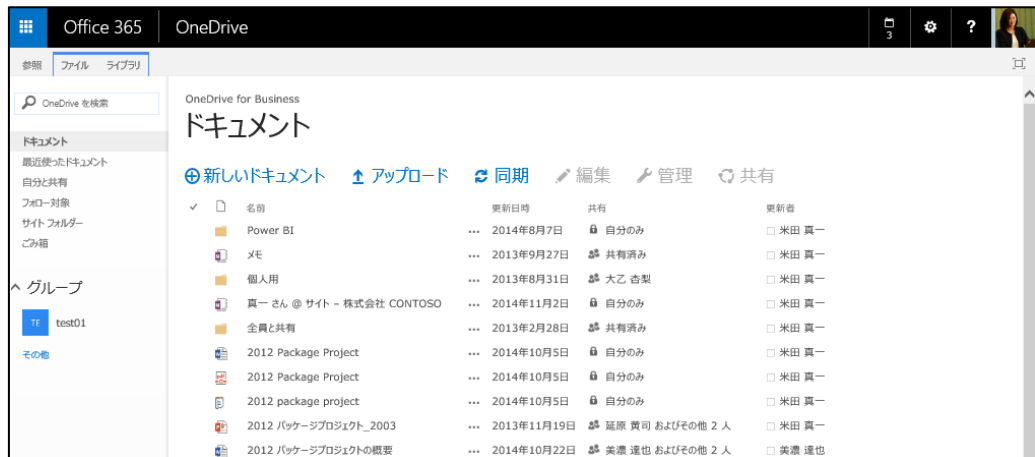 Office 365 OneDrive 3 ?
参照 ファイル ライブラリ
OneDrive を検索
ドキュメント
最近使ったドキュメント
自分と共有
フォロー対象
サイト フォルダー
ごみ箱
グループ
TE test01
その他
OneDrive for Business
ドキュメント
新しいドキュメント アップロード 同期 編集 管理 共有
名前 更新日時 共有 更新者
Power BI ... 2014年8月7日 自分のみ 米田 真一
メモ ... 2013年9月27日 共有済み 米田 真一
個人用 ... 2013年8月31日 大乙 杏梨 米田 真一
真一 さん @ サイト – 株式会社 CONTOSO ... 2014年11月2日 自分のみ 米田 真一
全員と共有 ... 2013年2月28日 共有済み 米田 真一
2012 Package Project ... 2014年10月5日 自分のみ 米田 真一
2012 Package Project ... 2014年10月5日 自分のみ 米田 真一
2012 package project ... 2014年10月5日 自分のみ 米田 真一
2012 パッケージプロジェクト_2003 ... 2013年11月19日 延原 黄司 およびその他 2 人 米田 真一
2012 パッケージプロジェクトの概要 ... 2014年10月22日 美濃 達也 およびその他 2 人 美濃 達也